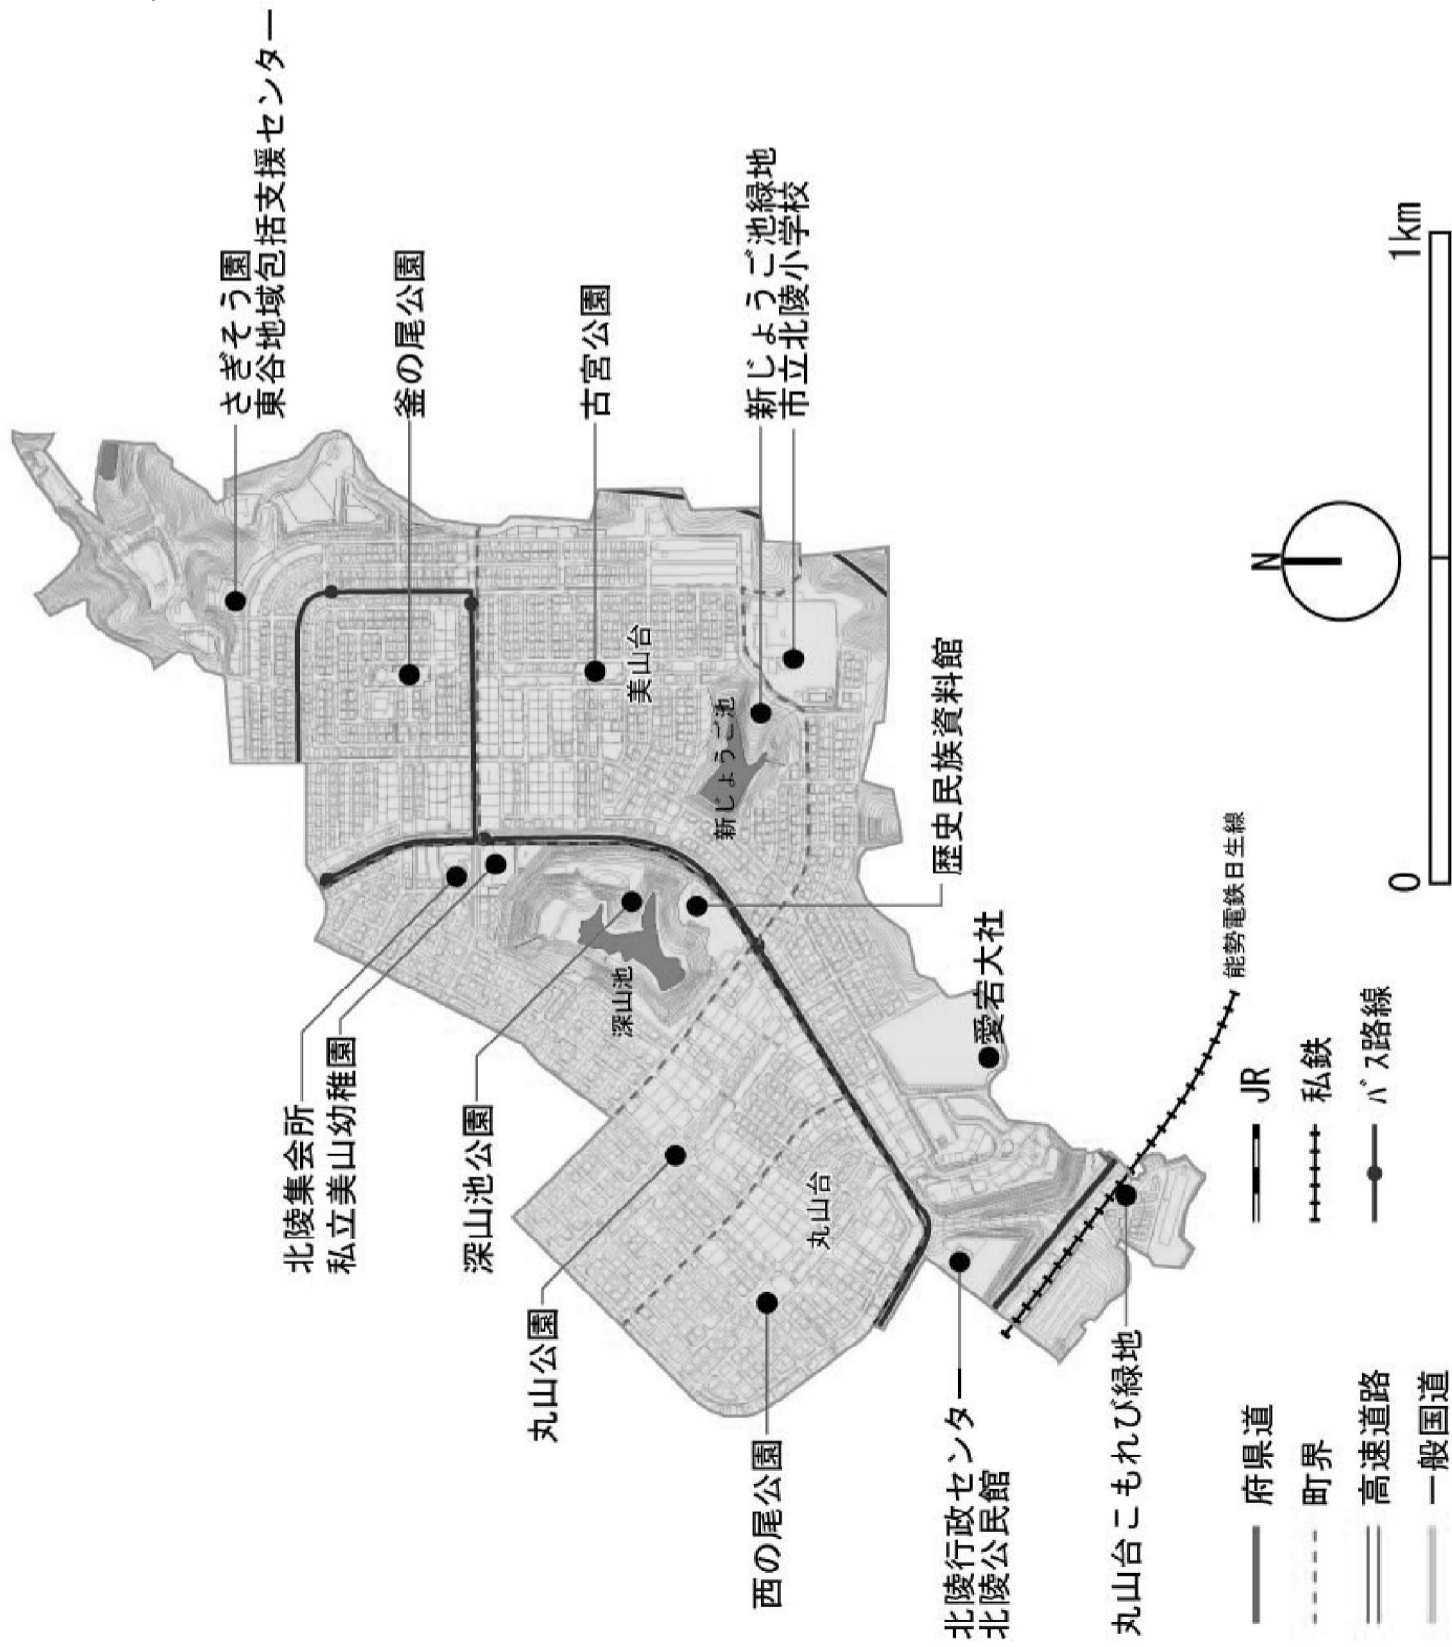 さぎそう園
東谷地域包括支援センター
釜の尾公園
古宮公園
新じょうご池緑地
市立北陵小学校
美山台
新じょうご池
歴史民族資料館
深山池
北陵集会所
私立美山幼稚園
深山池公園
丸山公園
丸山台
西の尾公園
愛宕大社
能勢電鉄日生線
北陵行政センター
北陵公民館
丸山台こもれび緑地
府県道
町界
高速道路
一般国道
JR
私鉄
バス路線
N
0
1km